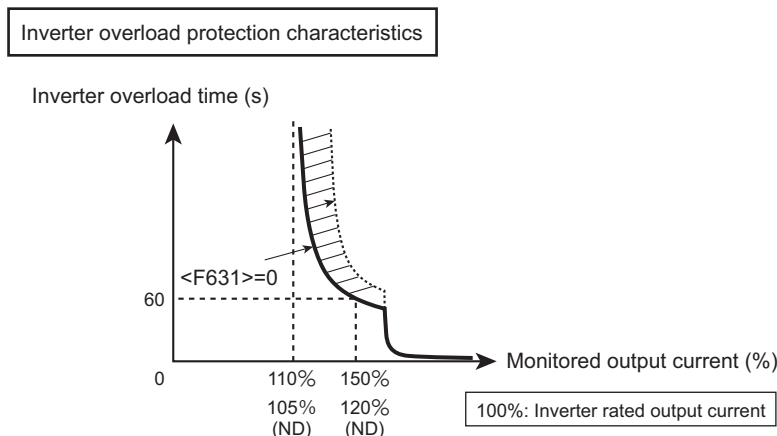 Inverter overload protection characteristics
Inverter overload time (s)
<F631>=0
60
0
110% 150%
105% 120%
(ND) (ND)
Monitored output current (%)
100%: Inverter rated output current